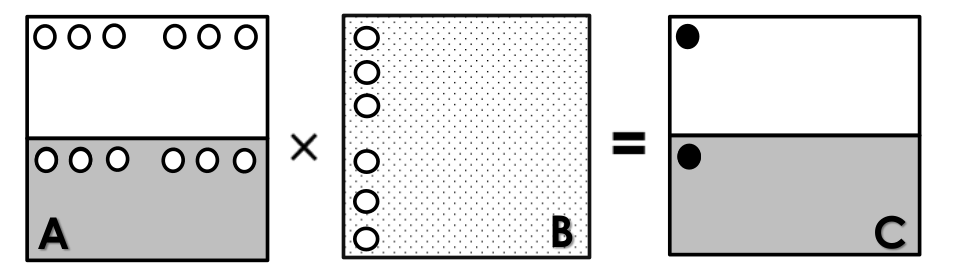 A × B = C